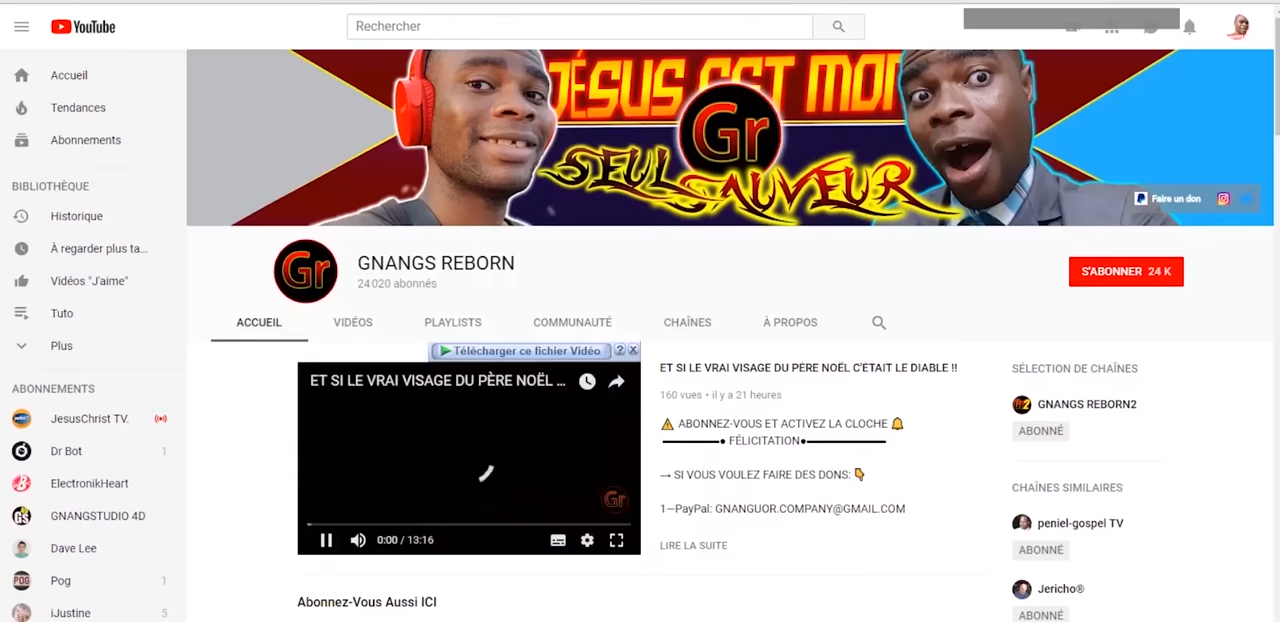 YouTube
Rechercher
Accueil
Tendances
Abonnements
BIBLIOTHÈQUE
Historique
À regarder plus ta...
Vidéos "J'aime"
Tuto
Plus
ABONNEMENTS
JesusChrist TV.
Dr Bot 1
ElectronikHeart
GNANGSTUDIO 4D
Dave Lee
Pog 1
iJustine 5
JÉSUS EST MON
Gr
SEUL SAUVEUR
Faire un don
Gr
GNANGS REBORN
24 020 abonnés
S'ABONNER 24 K
ACCUEIL VIDÉOS PLAYLISTS COMMUNAUTÉ CHAÎNES À PROPOS
Télécharger ce fichier Vidéo ? X
ET SI LE VRAI VISAGE DU PÈRE NOËL ...
Gr
0:00 / 13:16
ET SI LE VRAI VISAGE DU PÈRE NOËL C'ÉTAIT LE DIABLE !!
160 vues • il y a 21 heures
ABONNEZ-VOUS ET ACTIVEZ LA CLOCHE
FÉLICITATION
→ SI VOUS VOULEZ FAIRE DES DONS:
1—PayPal: GNANGUOR.COMPANY@GMAIL.COM
LIRE LA SUITE
Abonnez-Vous Aussi ICI
SÉLECTION DE CHAÎNES
GNANGS REBORN2
ABONNÉ
CHAÎNES SIMILAIRES
peniel-gospel TV
ABONNÉ
Jericho®
ABONNÉ